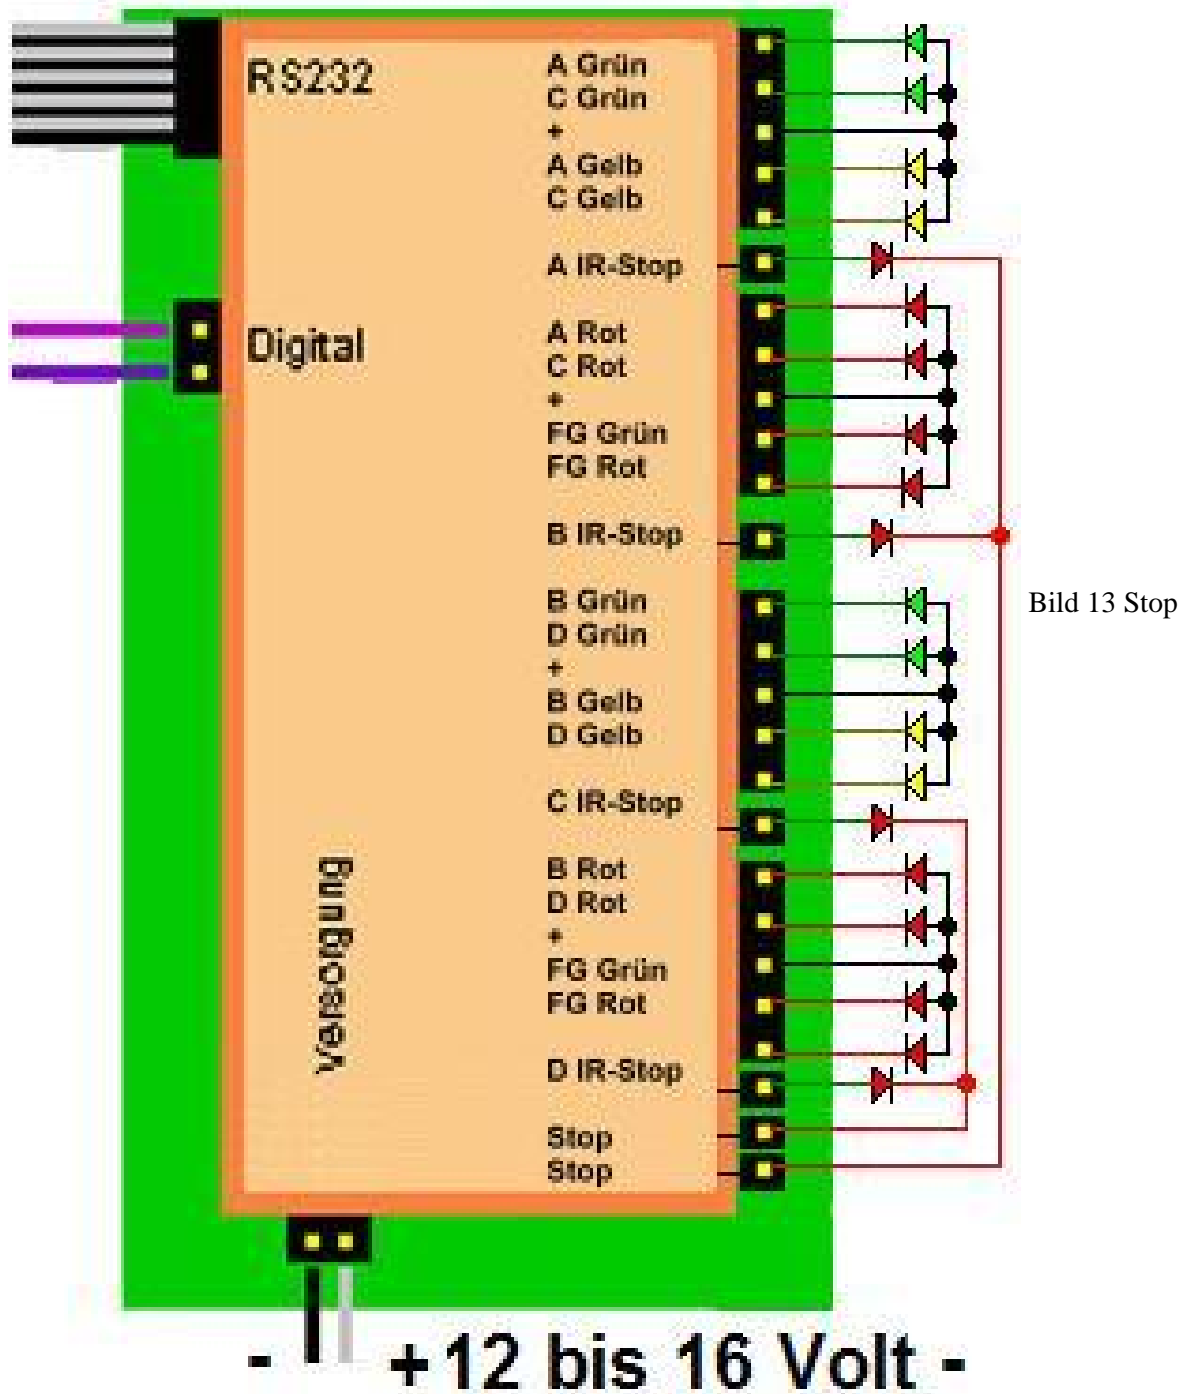 RS232
A Grün
C Grün
+
A Gelb
C Gelb
A IR-Stop
Digital
A Rot
C Rot
+
FG Grün
FG Rot
B IR-Stop
B Grün
D Grün
+
B Gelb
D Gelb
Bild 13 Stop
C IR-Stop
B Rot
D Rot
+
FG Grün
FG Rot
Versorgung
D IR-Stop
Stop
Stop
- +12 bis 16 Volt -